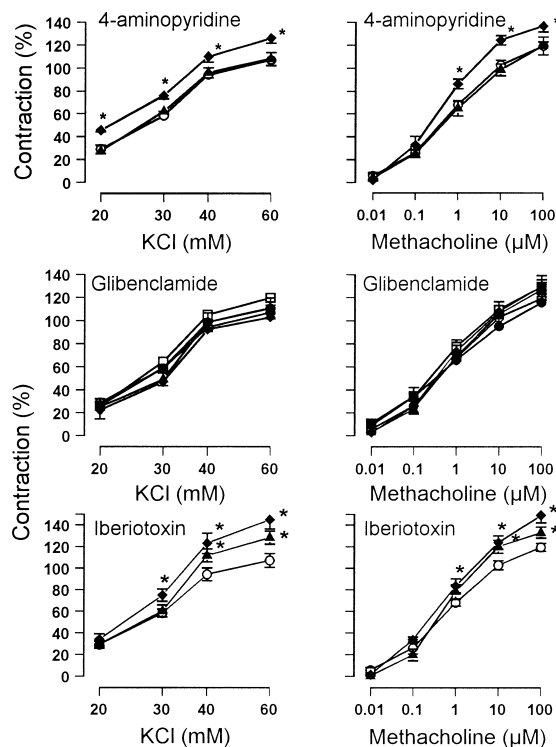 4-aminopyridine
4-aminopyridine
Contraction (%)
140
120
100
80
60
40
20
0
* * * *
* * *
20 30 40 60
0.01 0.1 1 10 100
KCl (mM)
Methacholine (µM)
Glibenclamide
Glibenclamide
Contraction (%)
140
120
100
80
60
40
20
0
20 30 40 60
0.01 0.1 1 10 100
KCl (mM)
Methacholine (µM)
Iberiotoxin
Iberiotoxin
140
120
100
80
60
40
20
0
* * * * *
* * * * *
20 30 40 60
0.01 0.1 1 10 100
KCl (mM)
Methacholine (µM)